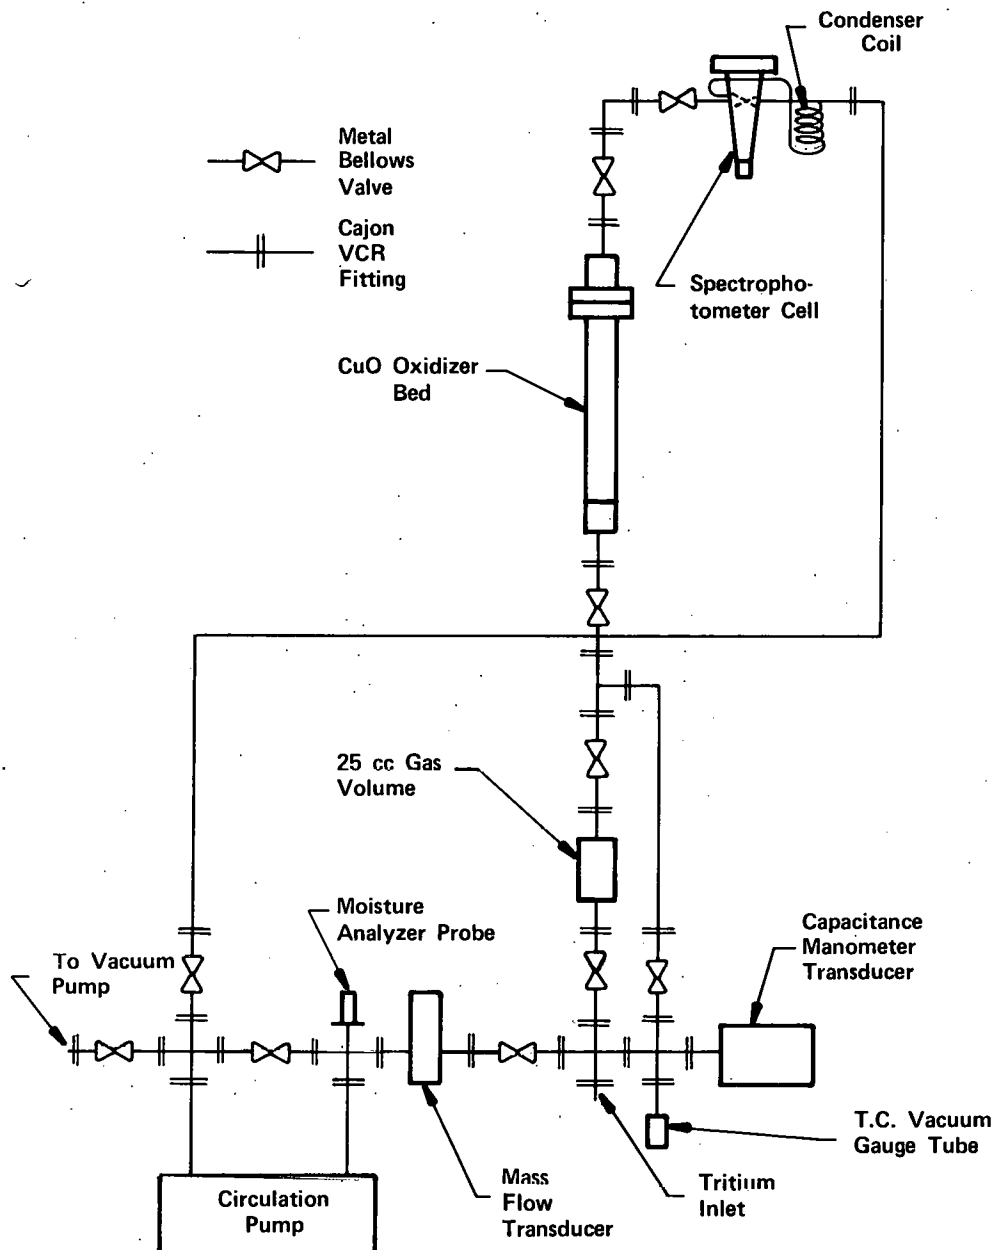 Condenser
Coil
Metal
Bellows
Valve
Cajon
VCR
Fitting
Spectropho-
tometer Cell
CuO Oxidizer
Bed
25 cc Gas
Volume
Moisture
Analyzer Probe
Capacitance
Manometer
Transducer
To Vacuum
Pump
T.C. Vacuum
Gauge Tube
Mass
Flow
Transducer
Tritium
Inlet
Circulation
Pump